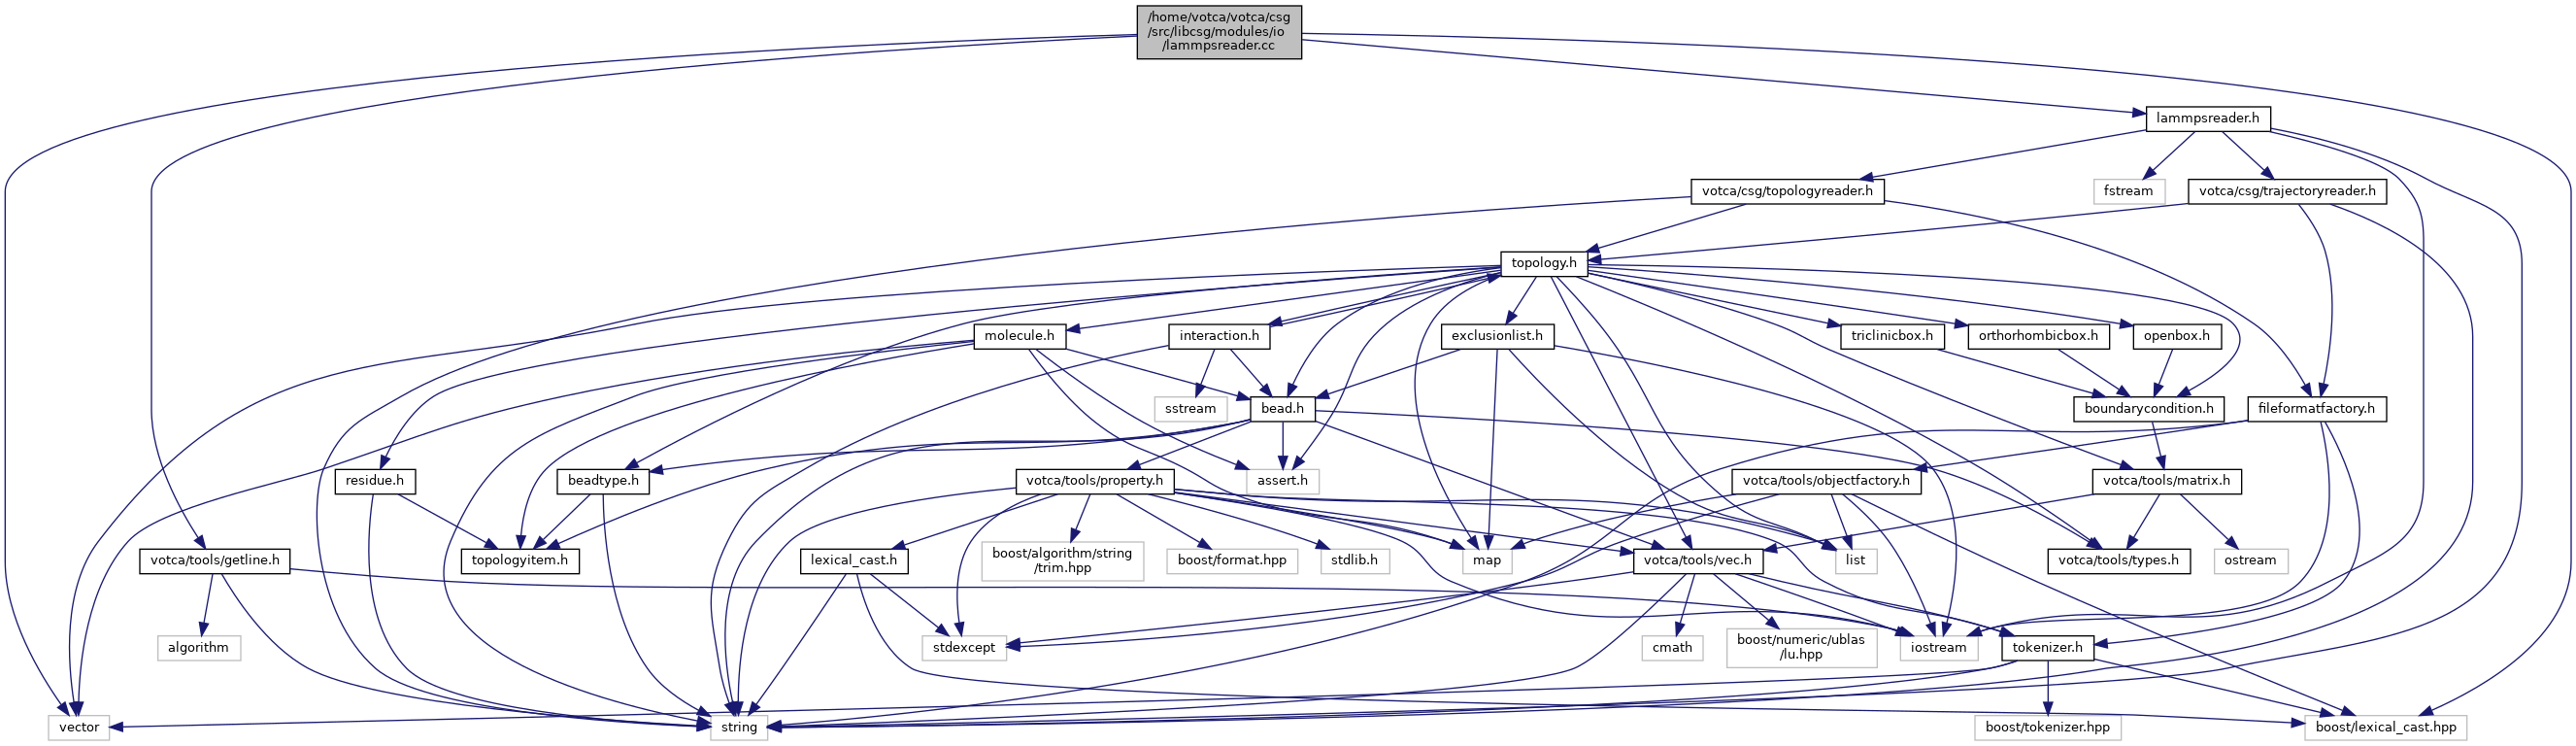 /home/votca/votca/csg
/src/libcsg/modules/io
/lammpsreader.cc
lammpsreader.h
votca/csg/topologyreader.h
fstream
votca/csg/trajectoryreader.h
topology.h
molecule.h
interaction.h
exclusionlist.h
triclinicbox.h
orthorhombicbox.h
openbox.h
sstream
bead.h
boundarycondition.h
fileformatfactory.h
residue.h
beadtype.h
votca/tools/property.h
assert.h
votca/tools/objectfactory.h
votca/tools/matrix.h
votca/tools/getline.h
topologyitem.h
lexical_cast.h
boost/algorithm/string
/trim.hpp
boost/format.hpp
stdlib.h
map
votca/tools/vec.h
list
votca/tools/types.h
ostream
algorithm
stdexcept
cmath
boost/numeric/ublas
/lu.hpp
iostream
tokenizer.h
vector
string
boost/tokenizer.hpp
boost/lexical_cast.hpp